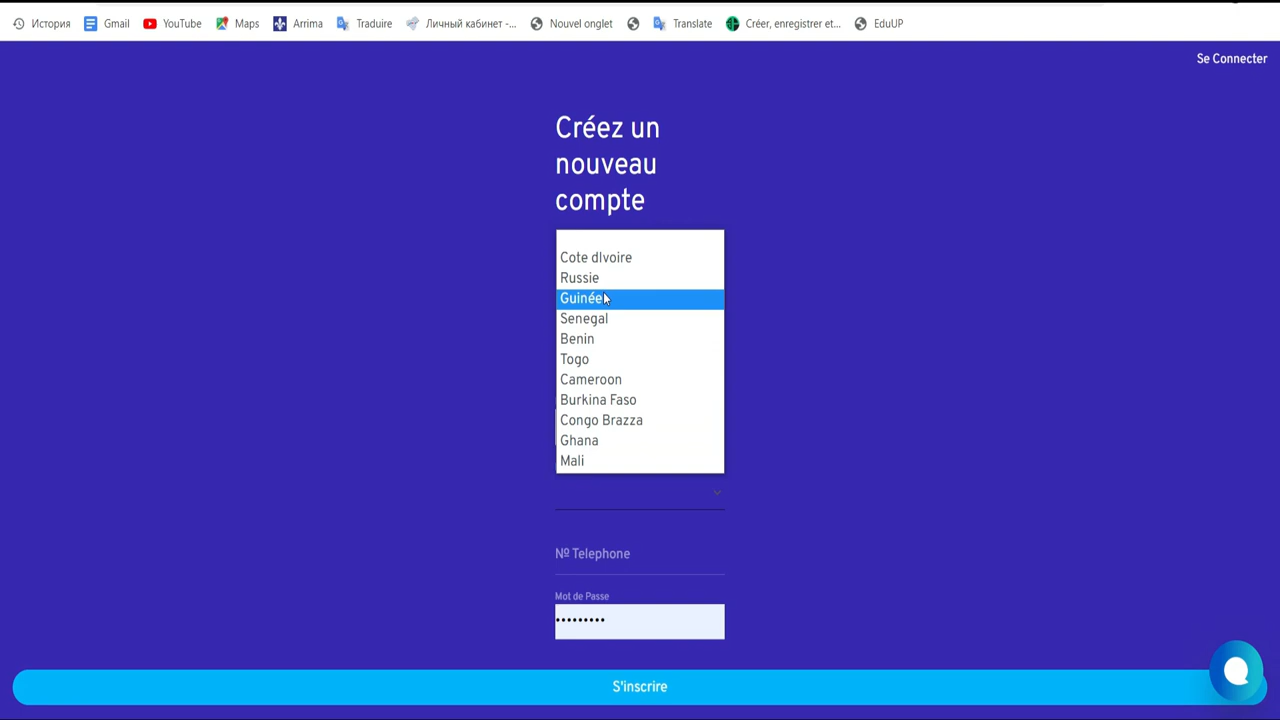 История Gmail YouTube Maps Arrima Traduire Личный кабинет -... Nouvel onglet Translate Créer, enregistrer et... EduUP
Se Connecter
Créez un
nouveau
compte
Cote dIvoire
Russie
Guinée
Senegal
Benin
Togo
Cameroon
Burkina Faso
Congo Brazza
Ghana
Mali
Nº Telephone
Mot de Passe
S'inscrire